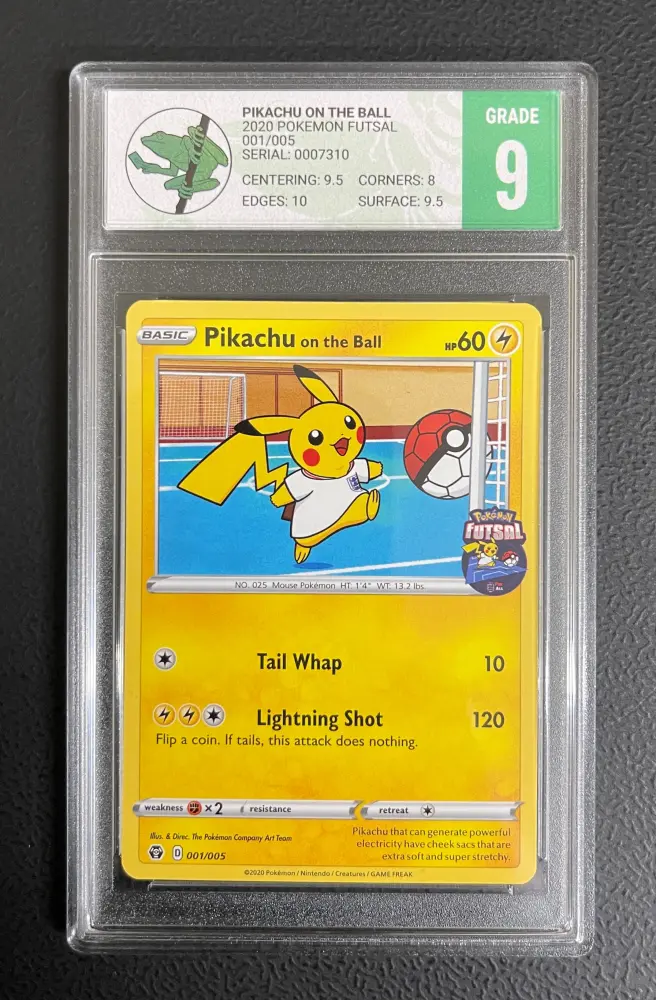 PIKACHU ON THE BALL
2020 POKEMON FUTSAL
001/005
SERIAL: 0007310
CENTERING: 9.5 CORNERS: 8
EDGES: 10 SURFACE: 9.5
GRADE
9
BASIC Pikachu on the Ball HP60
POKéMON
FUTSAL
NO. 025 Mouse Pokémon HT: 1'4" WT: 13.2 lbs.
Tail Whap 10
Lightning Shot 120
Flip a coin. If tails, this attack does nothing.
weakness ×2 resistance retreat
Illus. & Direc. The Pokémon Company Art Team
Pikachu that can generate powerful
electricity have cheek sacs that are
extra soft and super stretchy.
D 001/005
©2020 Pokémon / Nintendo / Creatures / GAME FREAK